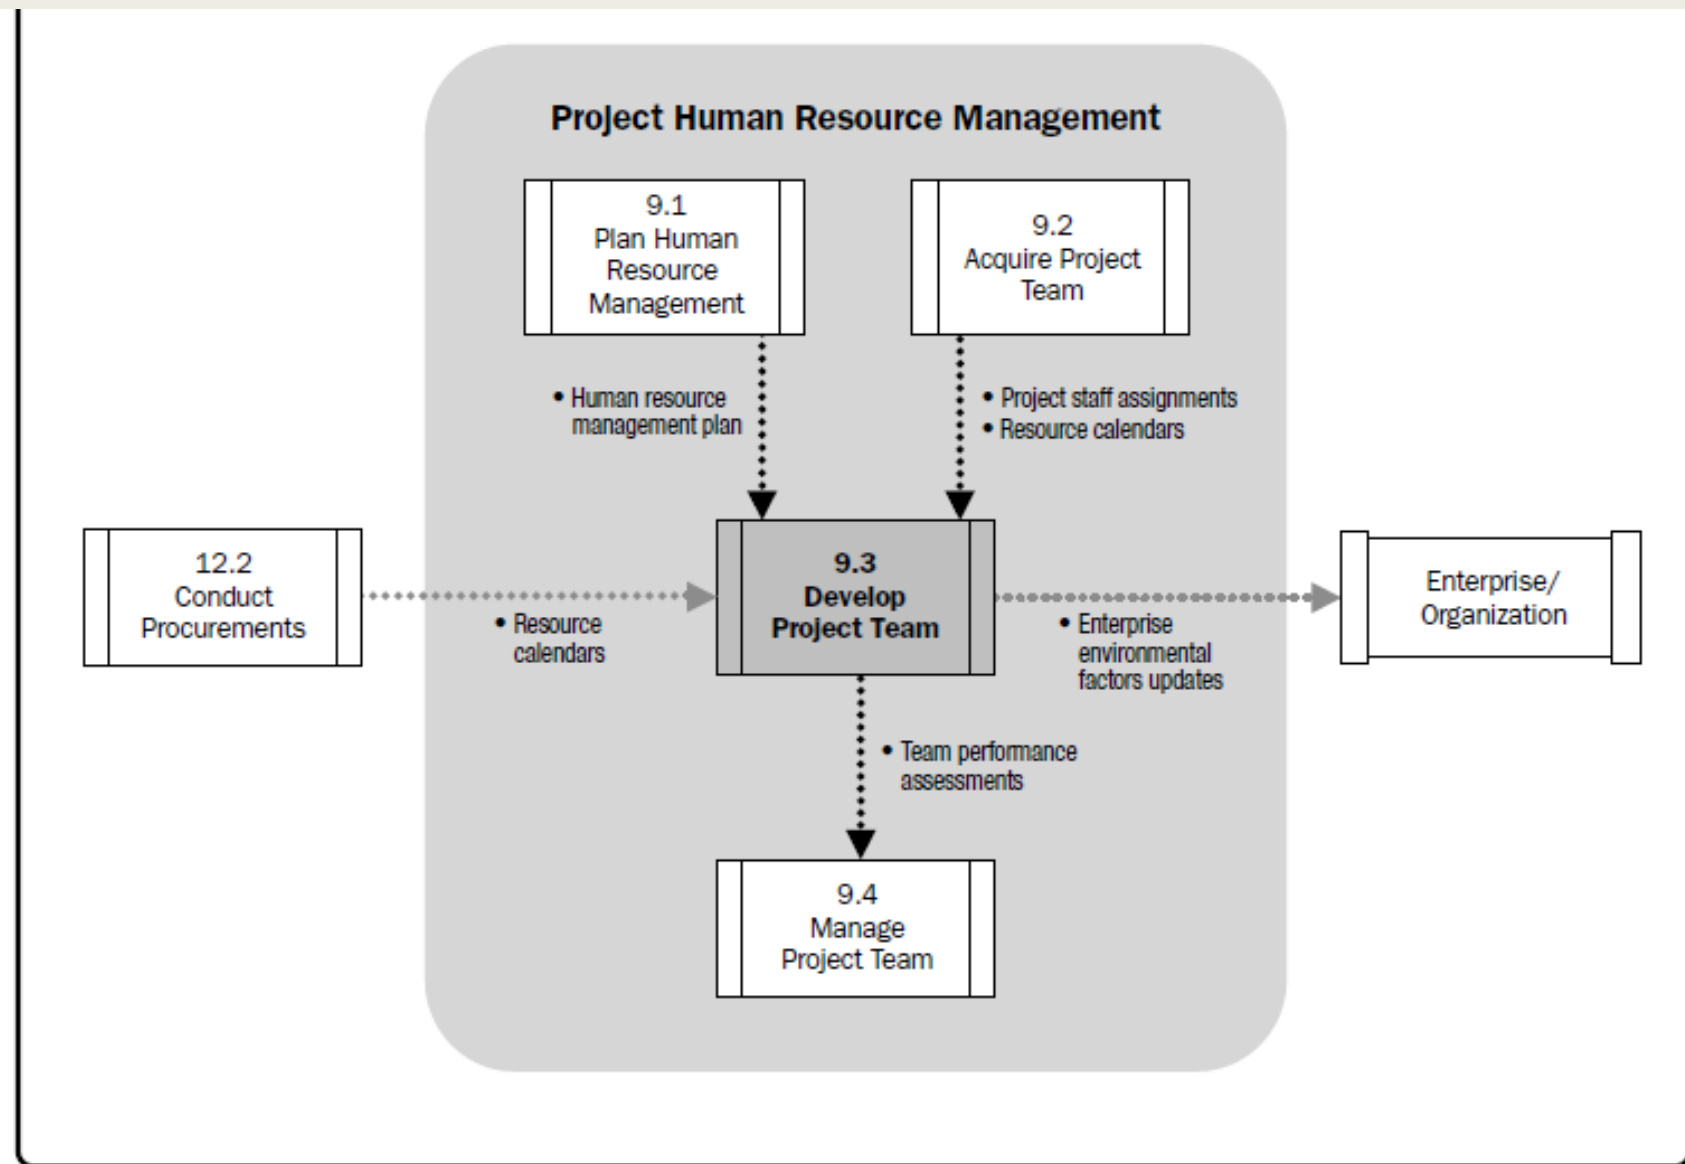 Project Human Resource Management
9.1
Plan Human
Resource
Management
9.2
Acquire Project
Team
• Human resource
management plan
• Project staff assignments
• Resource calendars
12.2
Conduct
Procurements
• Resource
calendars
9.3
Develop
Project Team
• Enterprise
environmental
factors updates
Enterprise/
Organization
• Team performance
assessments
9.4
Manage
Project Team